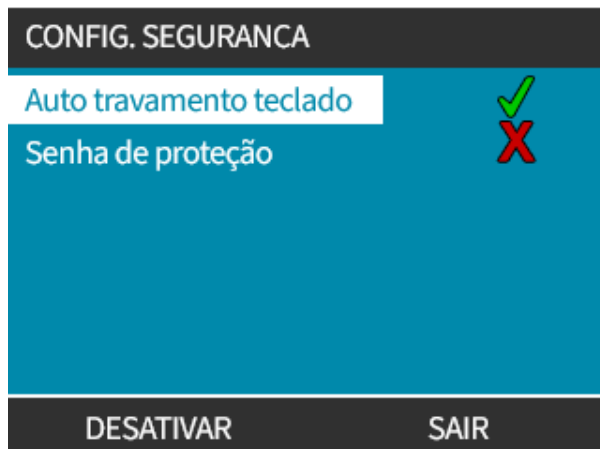 CONFIG. SEGURANCA
Auto travamento teclado
Senha de proteção
DESATIVAR SAIR